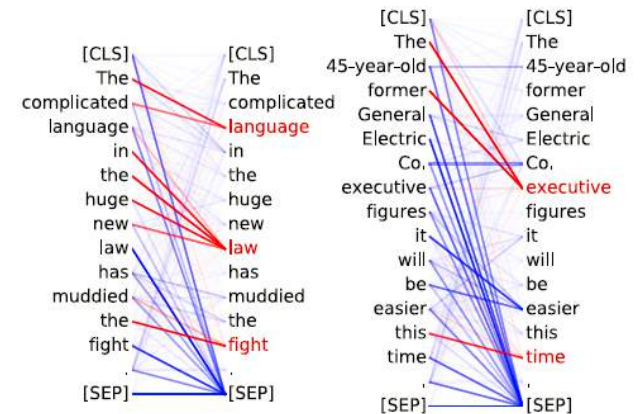 [CLS] [CLS]
The The
complicated complicated
language language
in in
the the
huge huge
new new
law law
has has
muddied muddied
the the
fight fight
. .
[SEP] [SEP]
[CLS] [CLS]
The The
45-year-old 45-year-old
former former
General General
Electric Electric
Co. Co.
executive executive
figures figures
it it
will will
be be
easier easier
this this
time time
. .
[SEP] [SEP]